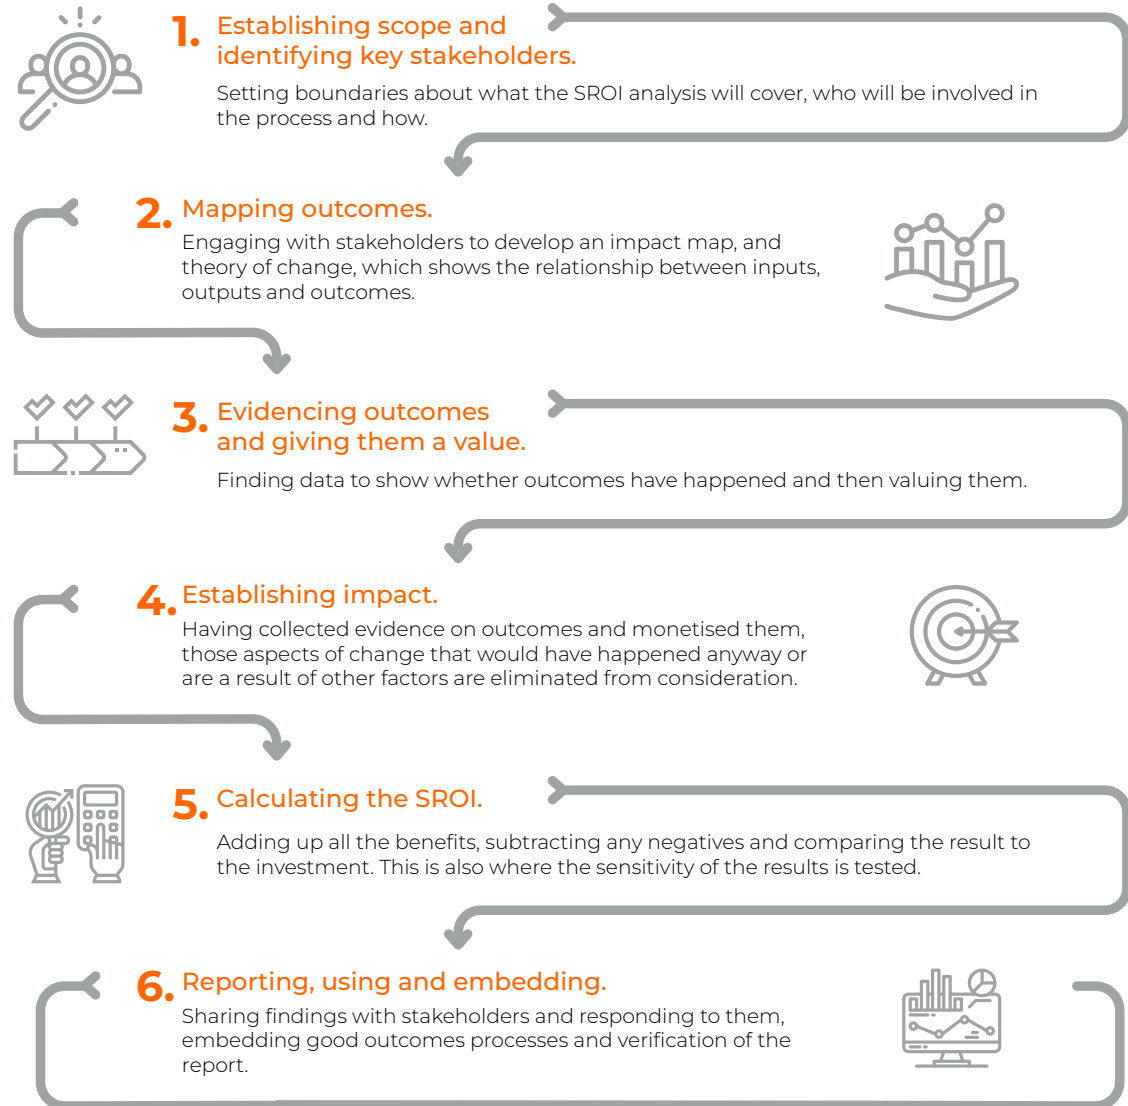 1. Establishing scope and
identifying key stakeholders.
Setting boundaries about what the SROI analysis will cover, who will be involved in
the process and how.
2. Mapping outcomes.
Engaging with stakeholders to develop an impact map, and
theory of change, which shows the relationship between inputs,
outputs and outcomes.
3. Evidencing outcomes
and giving them a value.
Finding data to show whether outcomes have happened and then valuing them.
4. Establishing impact.
Having collected evidence on outcomes and monetised them,
those aspects of change that would have happened anyway or
are a result of other factors are eliminated from consideration.
5. Calculating the SROI.
Adding up all the benefits, subtracting any negatives and comparing the result to
the investment. This is also where the sensitivity of the results is tested.
6. Reporting, using and embedding.
Sharing findings with stakeholders and responding to them,
embedding good outcomes processes and verification of the
report.